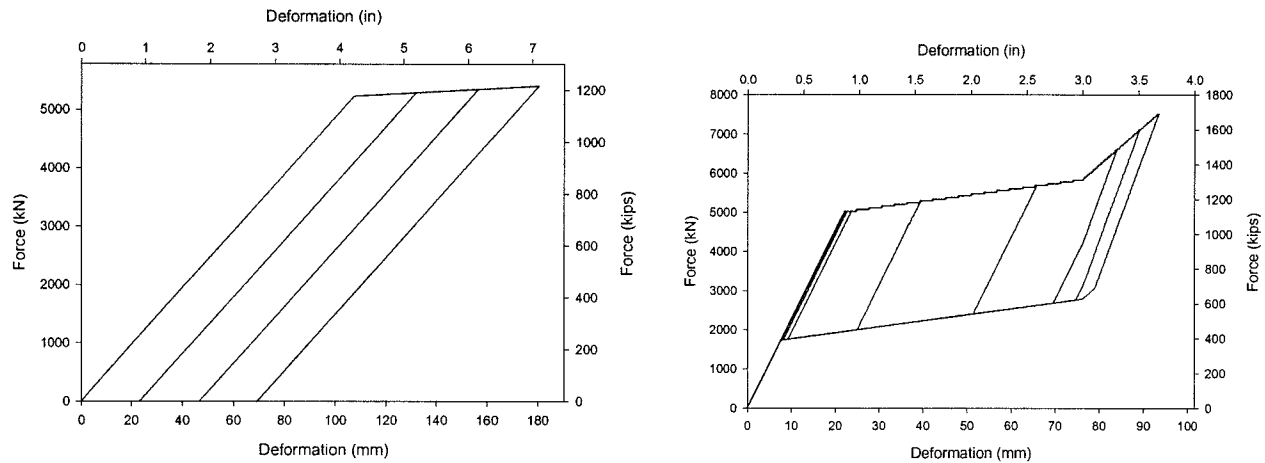 Deformation (in)
0 1 2 3 4 5 6 7
5000
4000
3000
2000
1000
0
Force (kN)
1200
1000
800
600
400
200
0
Force (kips)
0 20 40 60 80 100 120 140 160 180
Deformation (mm)
Deformation (in)
0.0 0.5 1.0 1.5 2.0 2.5 3.0 3.5 4.0
8000
7000
6000
5000
4000
3000
2000
1000
0
Force (kN)
1800
1600
1400
1200
1000
800
600
400
200
0
Force (kips)
0 10 20 30 40 50 60 70 80 90 100
Deformation (mm)